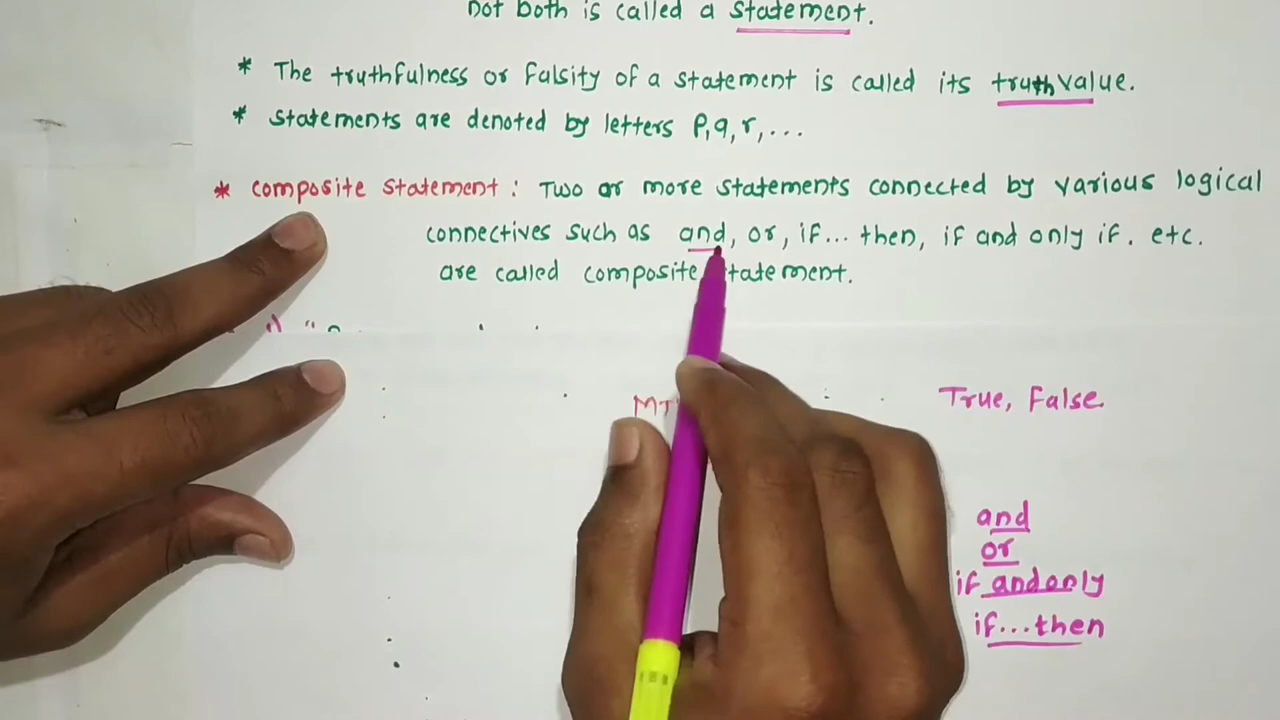 not both is called a statement.
* The truthfulness or falsity of a statement is called its truth value.
* Statements are denoted by letters p,q,r,...
* Composite Statement : Two or more statements connected by various logical
connectives such as and, or, if... then, if and only if. etc.
are called composite statement.
True, False.
and
or
if and only
if...then